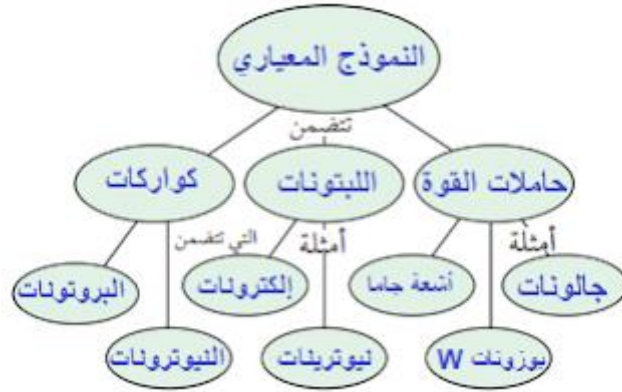 النموذج المعياري
تتضمن
كواركات
اللبتونات
حاملات القوة
التي تتضمن
أمثلة
أمثلة
البروتونات
إلكترونات
أشعة جاما
جالونات
النيوترونات
نيوترينات
بوزونات W